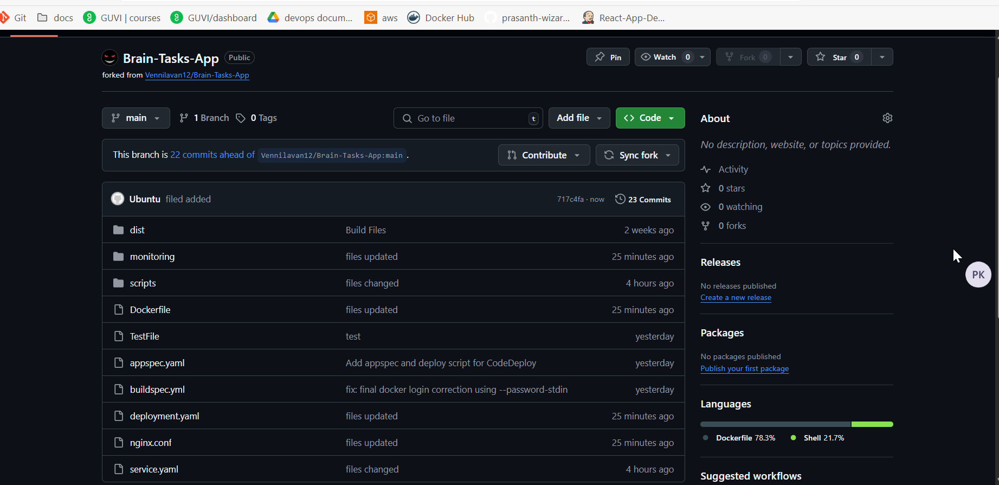 Git docs GUVI | courses GUVI/dashboard devops docum... aws Docker Hub prasanth-wizar... React-App-De...
Brain-Tasks-App Public Pin Watch 0 Fork 0 Star 0
forked from Vennilavan12/Brain-Tasks-App
main 1 Branch 0 Tags Go to file t Add file Code
This branch is 22 commits ahead of Vennilavan12/Brain-Tasks-App:main . Contribute Sync fork
Ubuntu filed added 717c4fa · now 23 Commits
dist Build Files 2 weeks ago
monitoring files updated 25 minutes ago
scripts files changed 4 hours ago
Dockerfile files updated 25 minutes ago
TestFile test yesterday
appspec.yaml Add appspec and deploy script for CodeDeploy yesterday
buildspec.yml fix: final docker login correction using --password-stdin yesterday
deployment.yaml files updated 25 minutes ago
nginx.conf files updated 25 minutes ago
service.yaml files changed 4 hours ago
About
No description, website, or topics provided.
Activity
0 stars
0 watching
0 forks
Releases
No releases published
Create a new release
Packages
No packages published
Publish your first package
Languages
Dockerfile 78.3% Shell 21.7%
Suggested workflows
PK